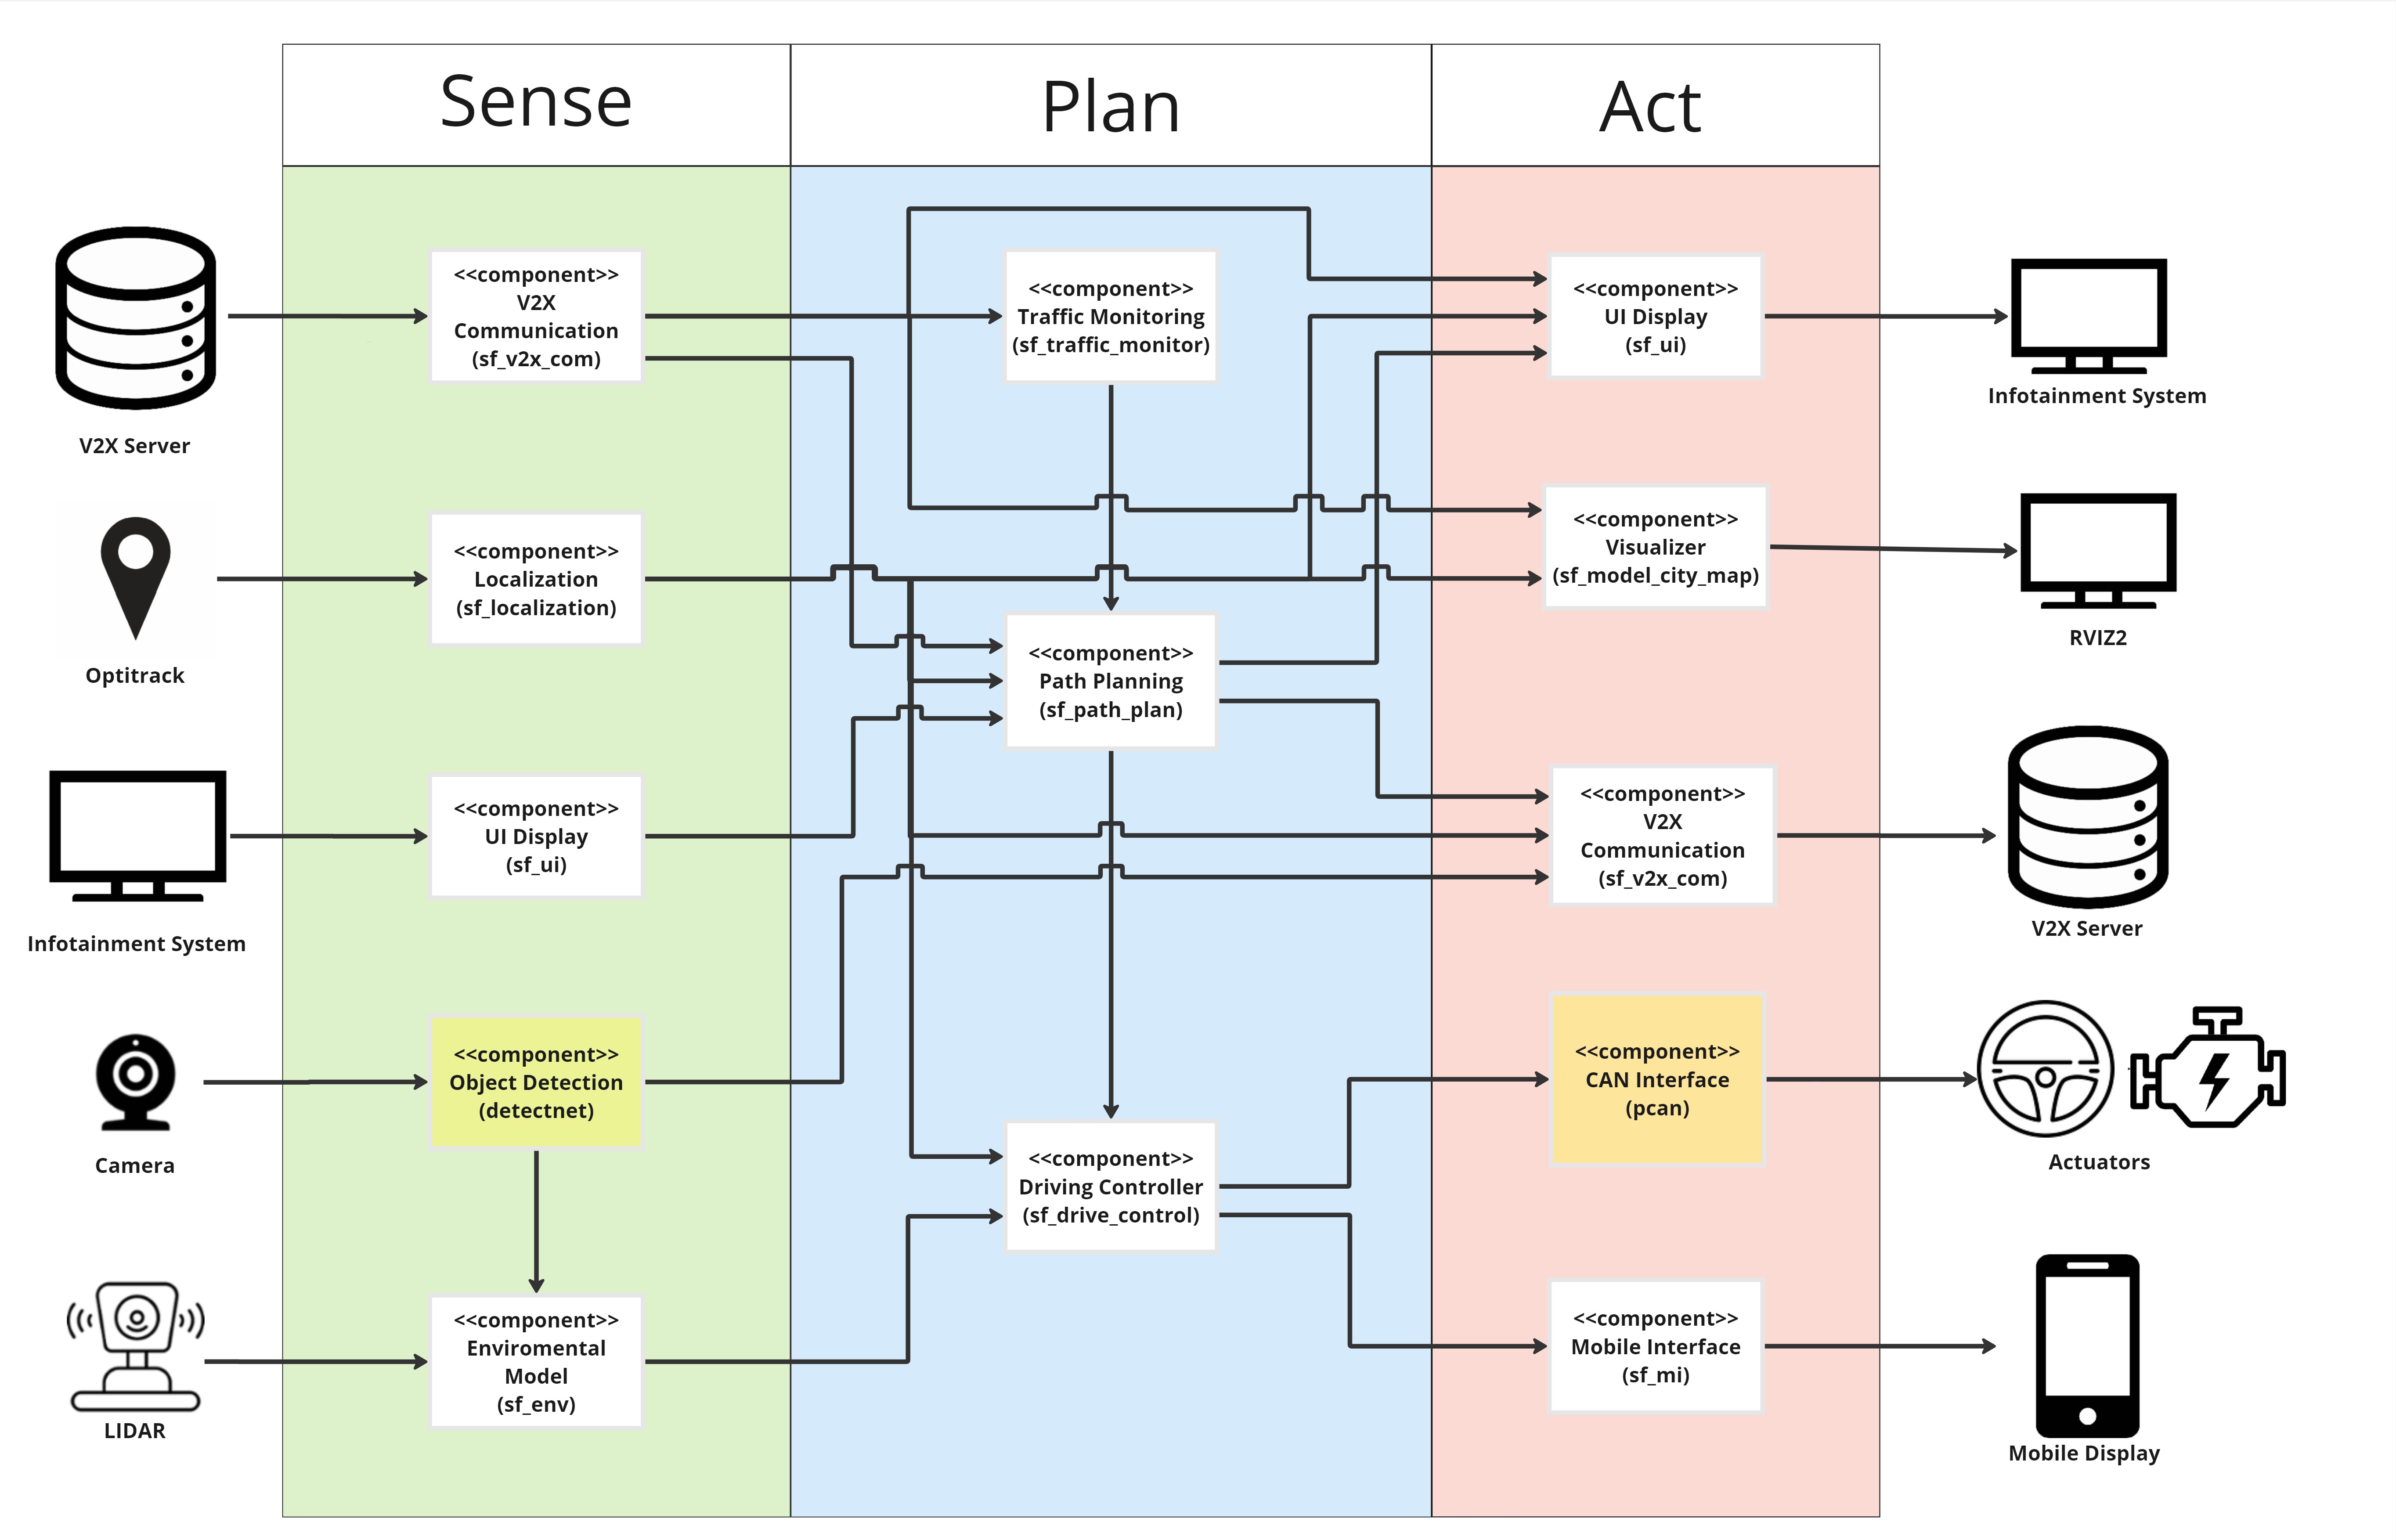 Sense
Plan
Act
<<component>>
V2X
Communication
(sf_v2x_com)
<<component>>
Traffic Monitoring
(sf_traffic_monitor)
<<component>>
UI Display
(sf_ui)
Infotainment System
V2X Server
<<component>>
Localization
(sf_localization)
<<component>>
Visualizer
(sf_model_city_map)
RVIZ2
Optitrack
<<component>>
Path Planning
(sf_path_plan)
<<component>>
UI Display
(sf_ui)
<<component>>
V2X
Communication
(sf_v2x_com)
V2X Server
Infotainment System
<<component>>
Object Detection
(detectnet)
<<component>>
CAN Interface
(pcan)
Actuators
Camera
<<component>>
Driving Controller
(sf_drive_control)
<<component>>
Enviromental
Model
(sf_env)
<<component>>
Mobile Interface
(sf_mi)
LIDAR
Mobile Display